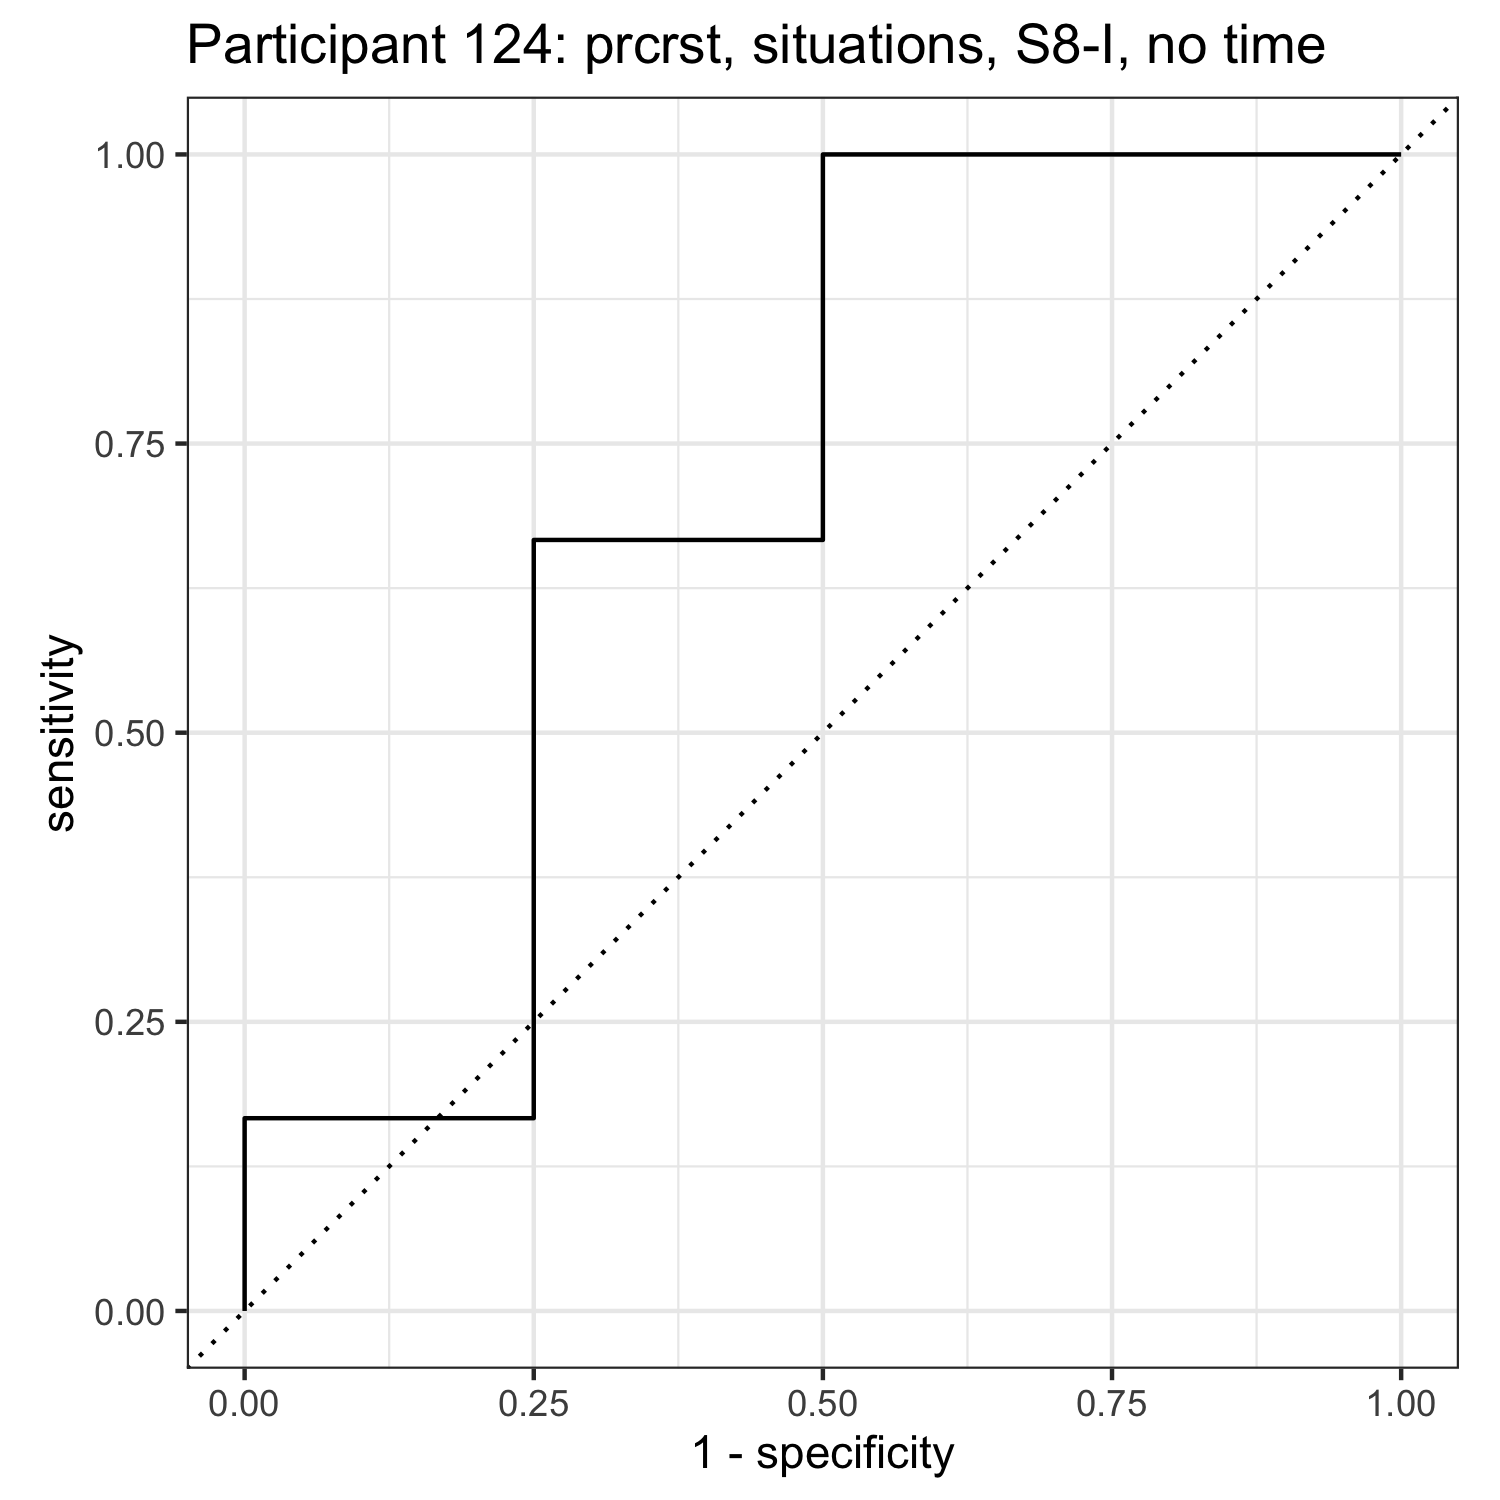 Participant 124: prcrst, situations, S8-I, no time
sensitivity
1.00
0.75
0.50
0.25
0.00
0.00 0.25 0.50 0.75 1.00
1 - specificity